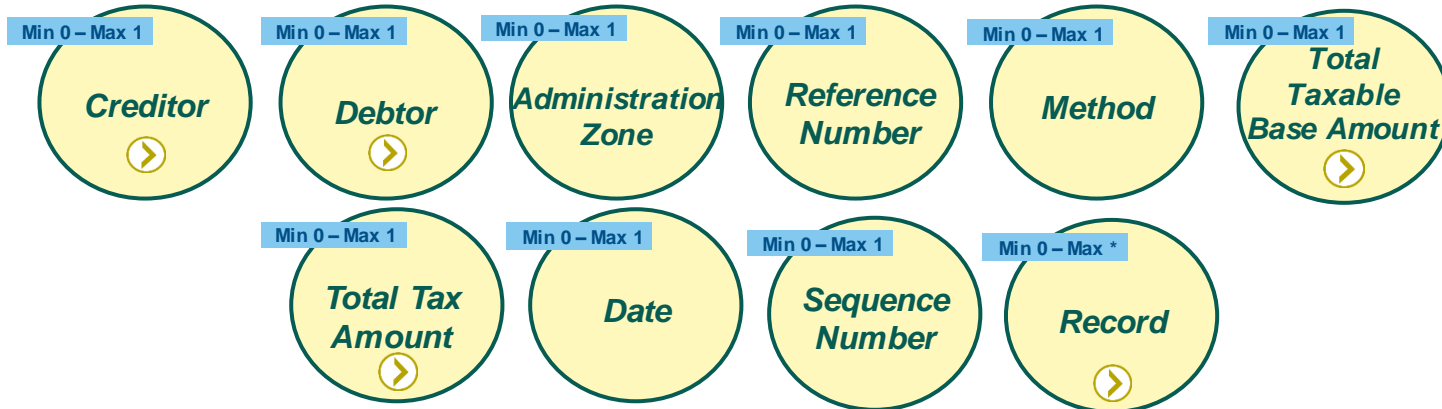 Min 0 – Max 1
Creditor
Min 0 – Max 1
Debtor
Min 0 – Max 1
Administration
Zone
Min 0 – Max 1
Reference
Number
Min 0 – Max 1
Method
Min 0 – Max 1
Total
Taxable
Base Amount
Min 0 – Max 1
Total Tax
Amount
Min 0 – Max 1
Date
Min 0 – Max 1
Sequence
Number
Min 0 – Max *
Record